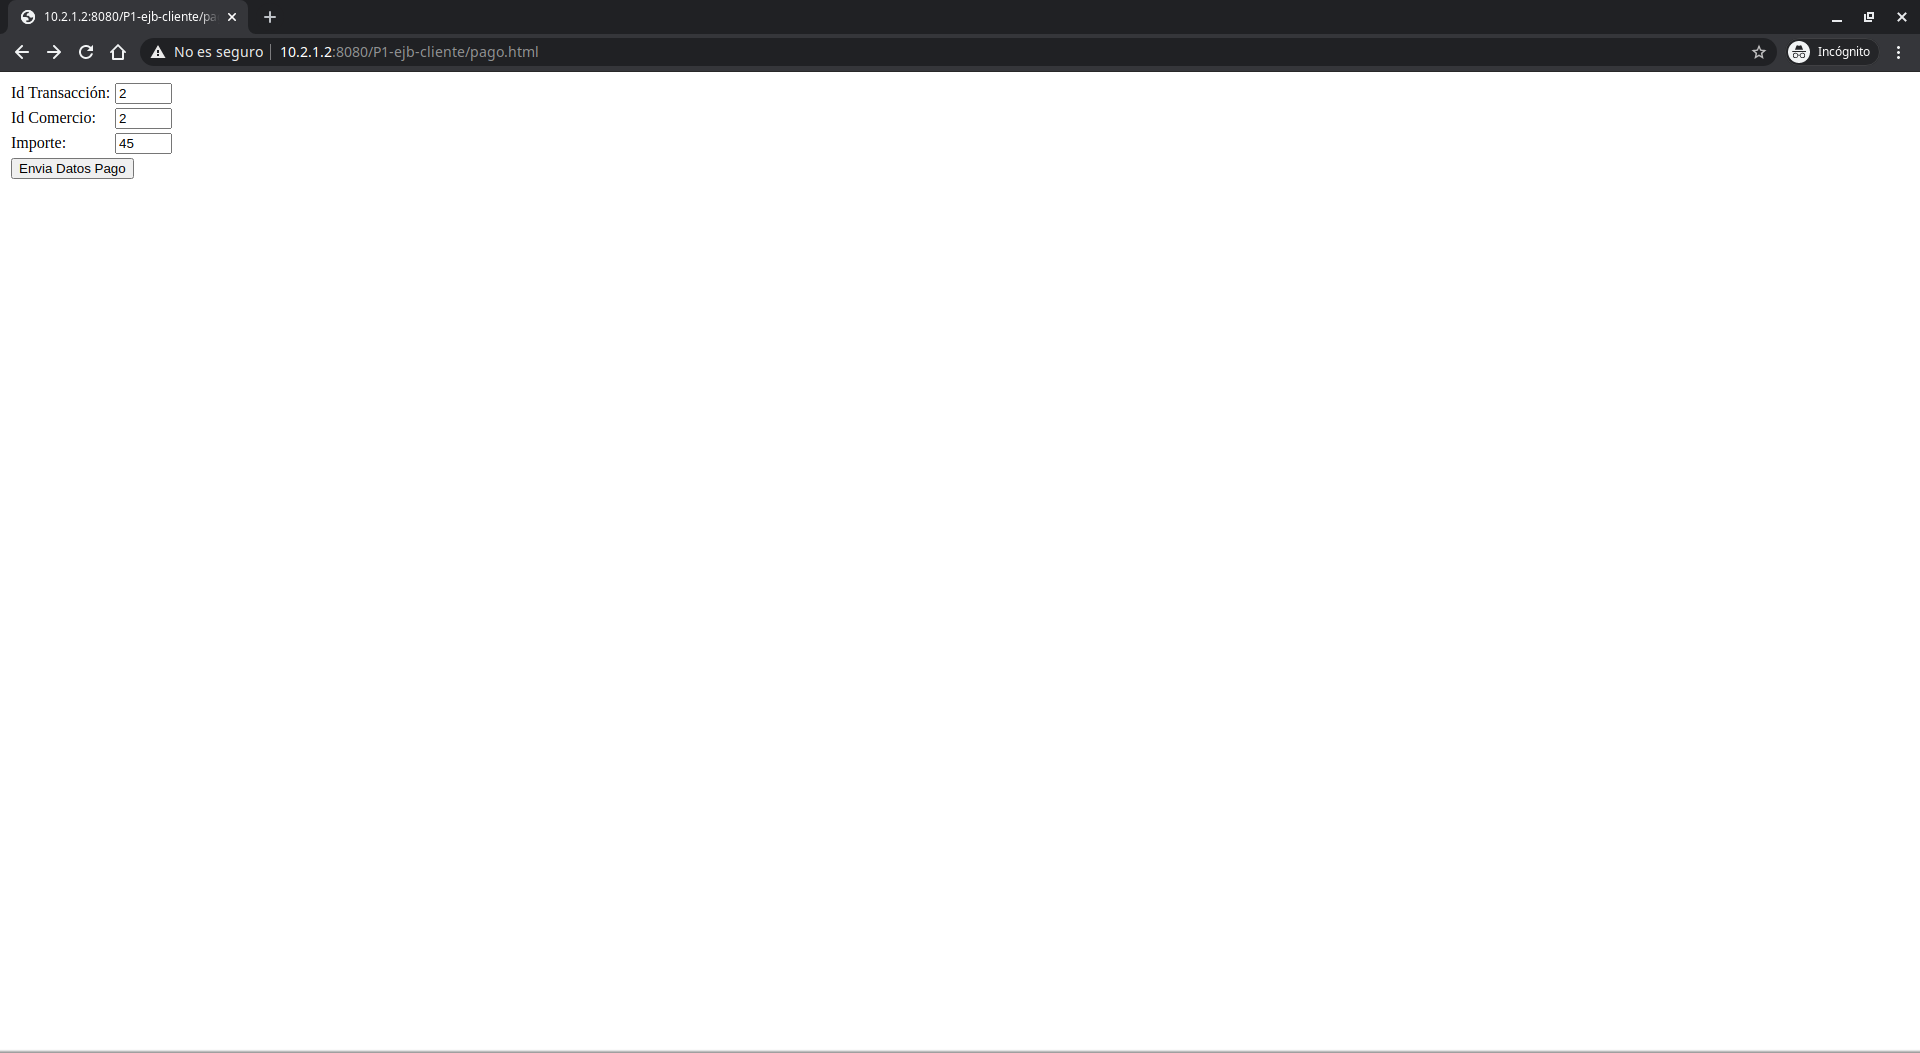 10.2.1.2:8080/P1-ejb-cliente/pa
No es seguro 10.2.1.2:8080/P1-ejb-cliente/pago.html Incógnito
Id Transacción: 2
Id Comercio: 2
Importe: 45
Envia Datos Pago